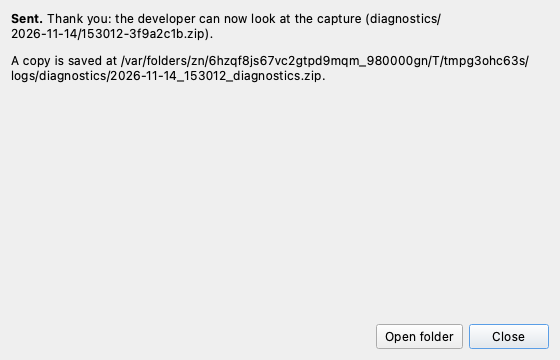 Sent. Thank you: the developer can now look at the capture (diagnostics/
2026-11-14/153012-3f9a2c1b.zip).
A copy is saved at /var/folders/zn/6hzqf8js67vc2gtpd9mqm_980000gn/T/tmpg3ohc63s/
logs/diagnostics/2026-11-14_153012_diagnostics.zip.
Open folder
Close